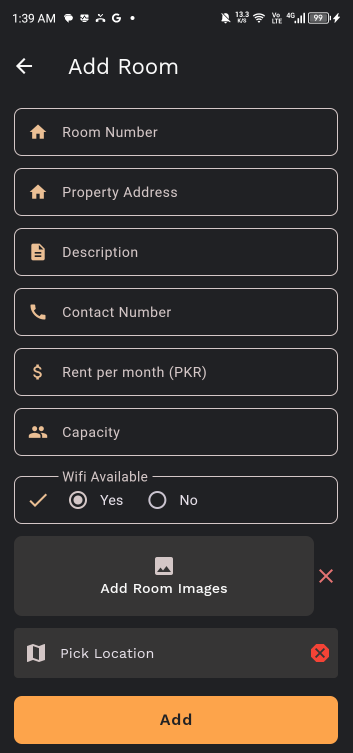 1:39 AM G 13.3 K/S Vo LTE 4G 99
Add Room
Room Number
Property Address
Description
Contact Number
Rent per month (PKR)
Capacity
Wifi Available
Yes No
Add Room Images
Pick Location
Add